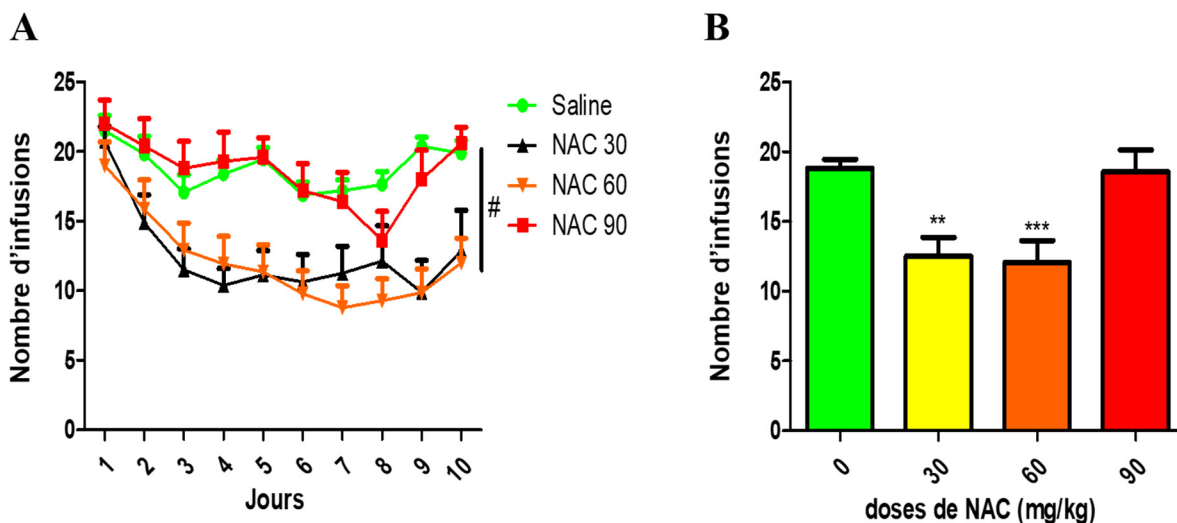 A
Nombre d'infusions
25
20
15
10
5
0
1 2 3 4 5 6 7 8 9 10
Jours
Saline
NAC 30
NAC 60
NAC 90
#
B
Nombre d'infusions
25
20
15
10
5
0
** ***
0 30 60 90
doses de NAC (mg/kg)